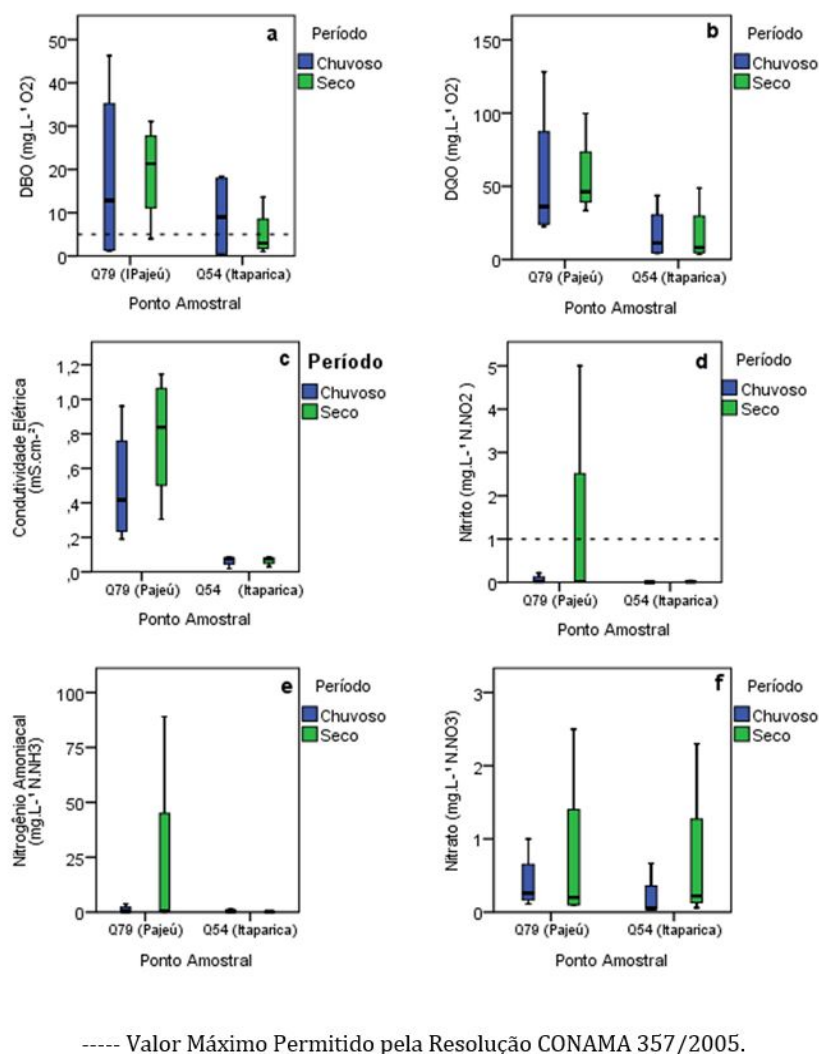 a
Período
Chuvoso
Seco
DBO (mg.L-¹ O2)
50
40
30
20
10
0
Q79 (IPajeú)
Q54 (Itaparica)
Ponto Amostral
b
Período
Chuvoso
Seco
DQO (mg.L-¹ O2)
150
100
50
0
Q79 (Pajeú)
Q54 (Itaparica)
Ponto Amostral
c
Período
Chuvoso
Seco
Condutividade Elétrica
(mS.cm-²)
1,2
1,0
,8
,6
,4
,2
,0
Q79 (Pajeú)
Q54 (Itaparica)
Ponto Amostral
d
Período
Chuvoso
Seco
Nitrito (mg.L-¹ N.NO2 )
5
4
3
2
1
0
Q79 (Pajeú)
Q54 (Itaparica)
Ponto Amostral
e
Período
Chuvoso
Seco
Nitrogênio Amoniacal
(mg.L-¹ N.NH3)
100
75
50
25
0
Q79 (Pajeú)
Q54 (Itaparica)
Ponto Amostral
f
Período
Chuvoso
Seco
Nitrato (mg.L-¹ N.NO3)
3
2
1
0
Q79 (Pajeú)
Q54 (Itaparica)
Ponto Amostral
----- Valor Máximo Permitido pela Resolução CONAMA 357/2005.